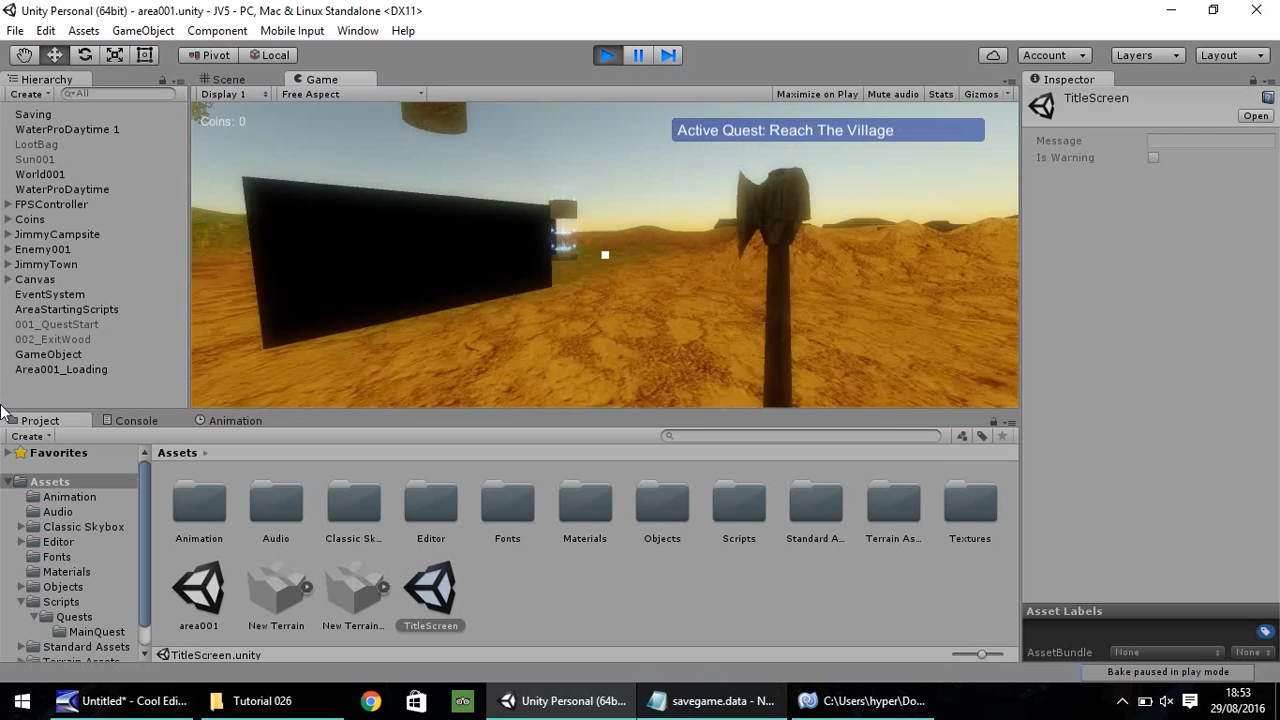 Unity Personal (64bit) - area001.unity - JV5 - PC, Mac & Linux Standalone <DX11>
File Edit Assets GameObject Component Mobile Input Window Help
Pivot Local Account Layers Layout
Hierarchy Scene Game Inspector
Create All Display 1 Free Aspect Maximize on Play Mute audio Stats Gizmos
TitleScreen
Open
Saving
WaterProDaytime 1
LootBag
Sun001
World001
WaterProDaytime
FPSController
Coins
JimmyCampsite
Enemy001
JimmyTown
Canvas
EventSystem
AreaStartingScripts
001_QuestStart
002_ExitWood
GameObject
Area001_Loading
Coins: 0
Active Quest: Reach The Village
Message
Is Warning
Project Console Animation
Create
Favorites
Assets
Animation
Audio
Classic Skybox
Editor
Fonts
Materials
Objects
Scripts
Quests
MainQuest
Standard Assets
Terrain Assets
Assets
Animation Audio Classic Sk... Editor Fonts Materials Objects Scripts Standard A... Terrain As... Textures
area001 New Terrain New Terrain... TitleScreen
TitleScreen.unity
Asset Labels
AssetBundle None None
Bake paused in play mode
Untitled* - Cool Edi... Tutorial 026 Unity Personal (64b... savegame.data - N... C:\Users\hyper\Do...
18:53
29/08/2016